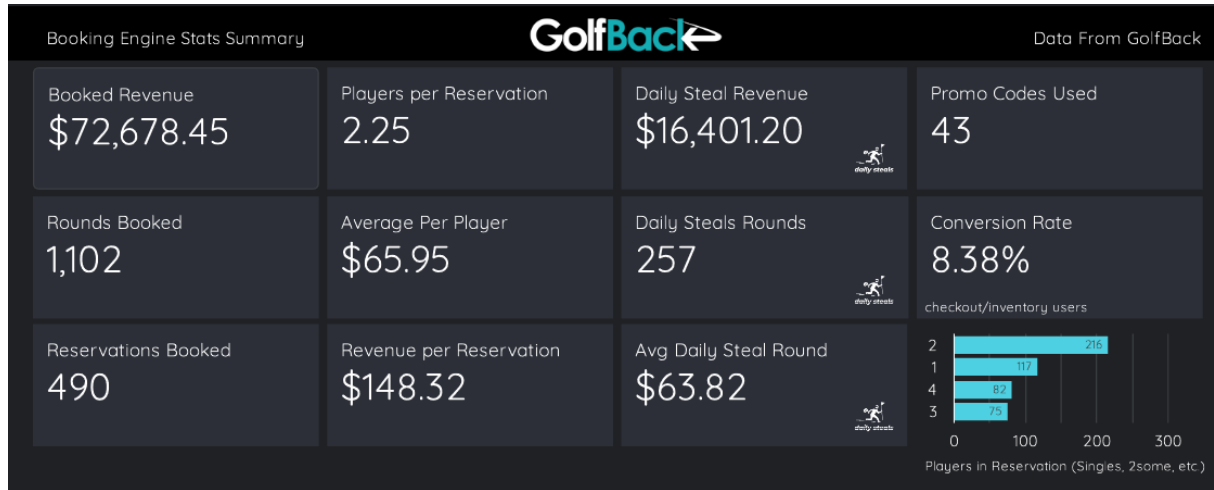 Booking Engine Stats Summary
GolfBack
Data From GolfBack
Booked Revenue
$72,678.45
Players per Reservation
2.25
Daily Steal Revenue
$16,401.20
daily steals
Promo Codes Used
43
Rounds Booked
1,102
Average Per Player
$65.95
Daily Steals Rounds
257
daily steals
Conversion Rate
8.38%
checkout/inventory users
Reservations Booked
490
Revenue per Reservation
$148.32
Avg Daily Steal Round
$63.82
daily steals
2 216
1 117
4 82
3 75
0 100 200 300
Players in Reservation (Singles, 2some, etc)